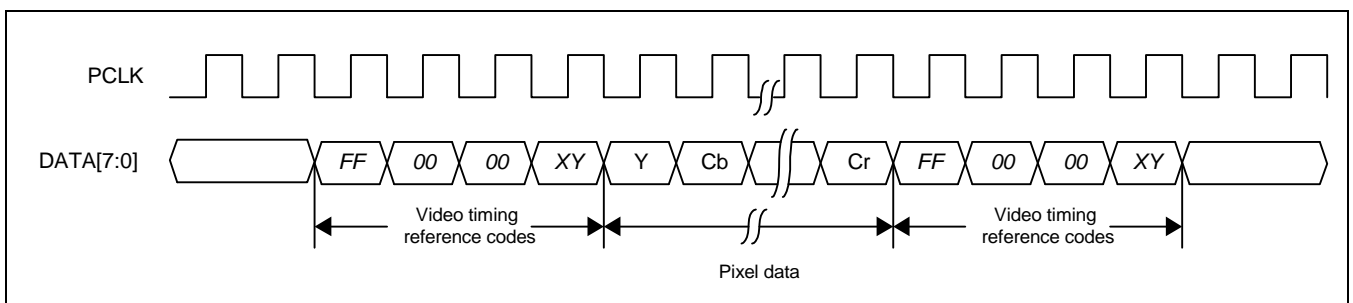 PCLK
DATA[7:0] FF 00 00 XY Y Cb Cr FF 00 00 XY
Video timing Video timing
reference codes reference codes
Pixel data